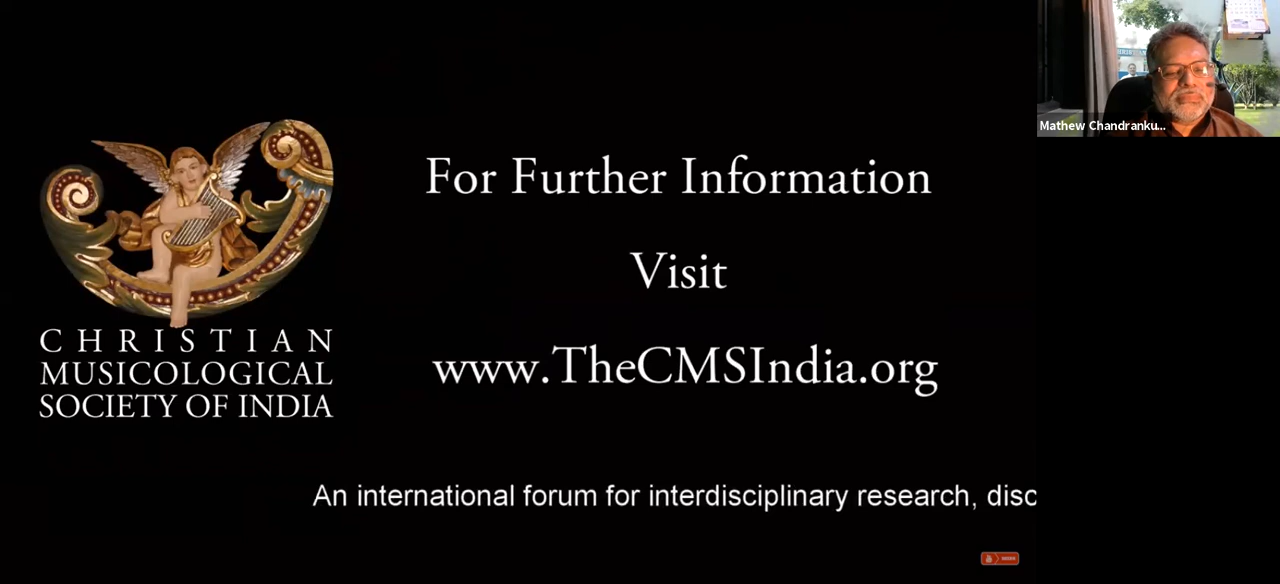 For Further Information
Visit
www.TheCMSIndia.org
CHRISTIAN
MUSICOLOGICAL
SOCIETY OF INDIA
An international forum for interdisciplinary research, disc
Mathew Chandranku...